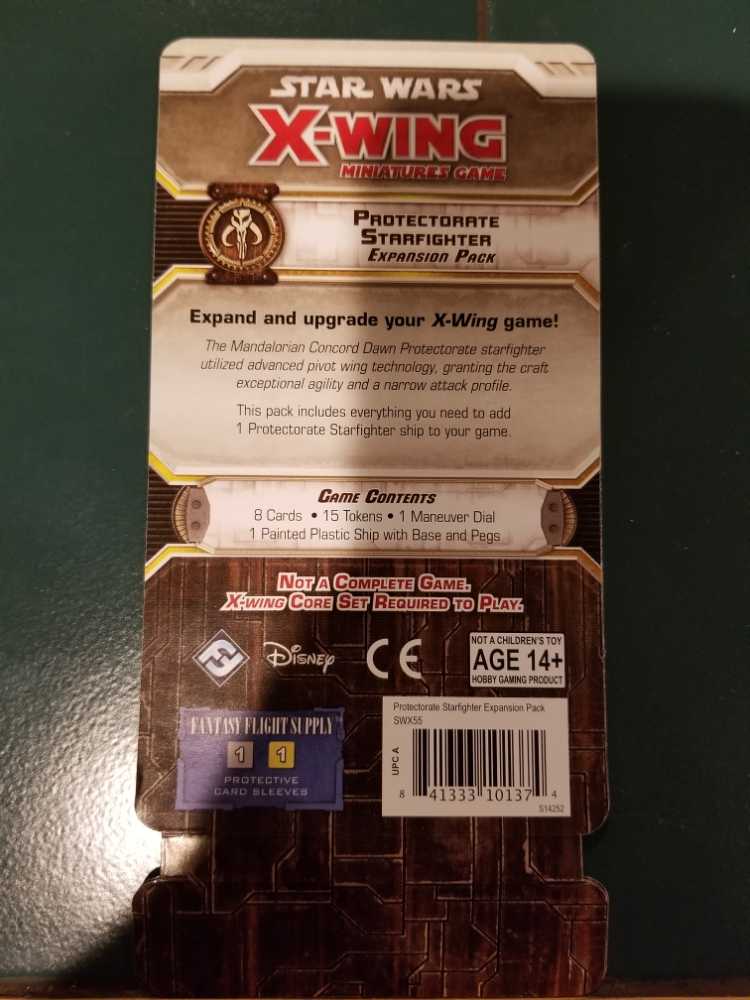 STAR WARS
X-WING
MINIATURES GAME
PROTECTORATE
STARFIGHTER
EXPANSION PACK
Expand and upgrade your X-Wing game!
The Mandalorian Concord Dawn Protectorate starfighter
utilized advanced pivot wing technology, granting the craft
exceptional agility and a narrow attack profile.
This pack includes everything you need to add
1 Protectorate Starfighter ship to your game.
GAME CONTENTS
8 Cards • 15 Tokens • 1 Maneuver Dial
1 Painted Plastic Ship with Base and Pegs
NOT A COMPLETE GAME.
X-WING CORE SET REQUIRED TO PLAY.
Disney
CE
NOT A CHILDREN'S TOY
AGE 14+
HOBBY GAMING PRODUCT
FANTASY FLIGHT SUPPLY™
1 1
PROTECTIVE
CARD SLEEVES
Protectorate Starfighter Expansion Pack
SWX55
UPC A
8 41333 10137 4
S14252